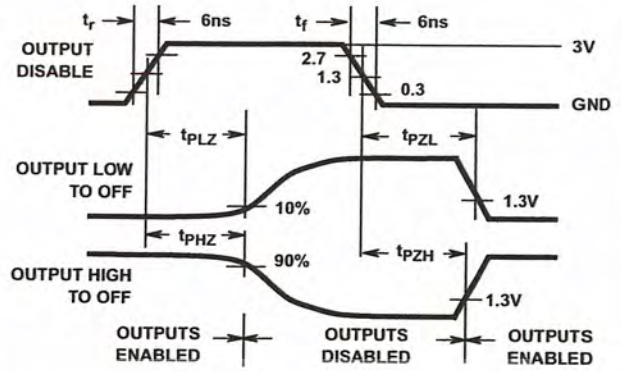 tr 6ns tf 6ns
OUTPUT
DISABLE
3V
2.7
1.3
0.3
GND
tPLZ tPZL
OUTPUT LOW
TO OFF
10%
1.3V
tPHZ tPZH
OUTPUT HIGH
TO OFF
90%
1.3V
OUTPUTS
ENABLED
OUTPUTS
DISABLED
OUTPUTS
ENABLED